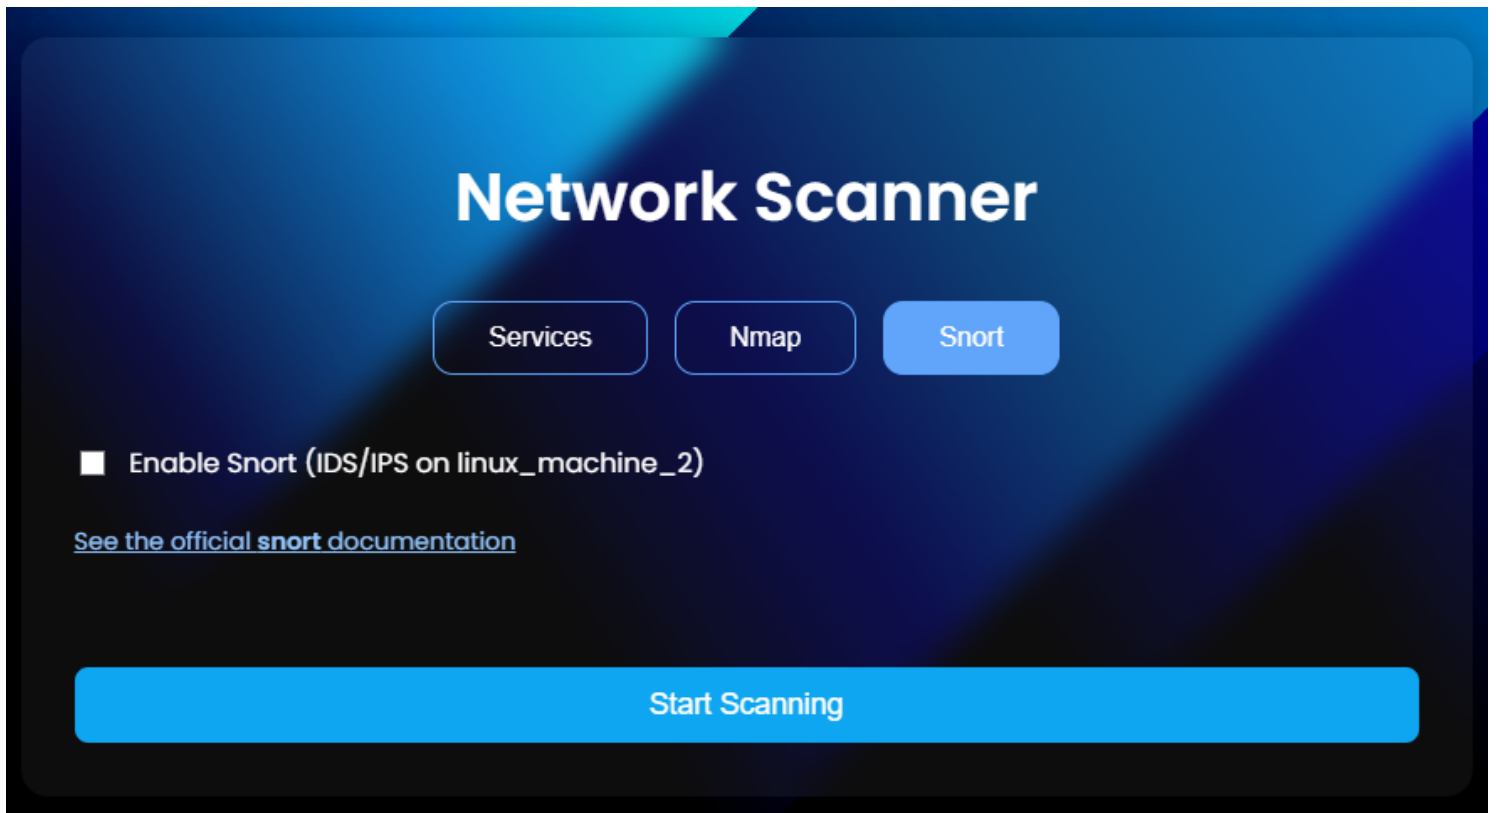 Network Scanner
Services Nmap Snort
Enable Snort (IDS/IPS on linux_machine_2)
See the official snort documentation
Start Scanning